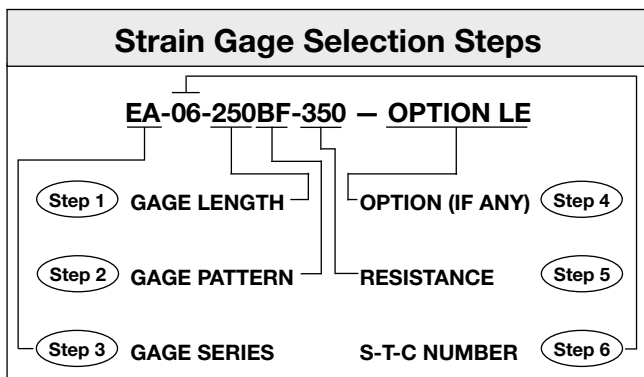 Strain Gage Selection Steps
EA-06-250BF-350 — OPTION LE
Step 1 GAGE LENGTH
OPTION (IF ANY) Step 4
Step 2 GAGE PATTERN
RESISTANCE Step 5
Step 3 GAGE SERIES
S-T-C NUMBER Step 6